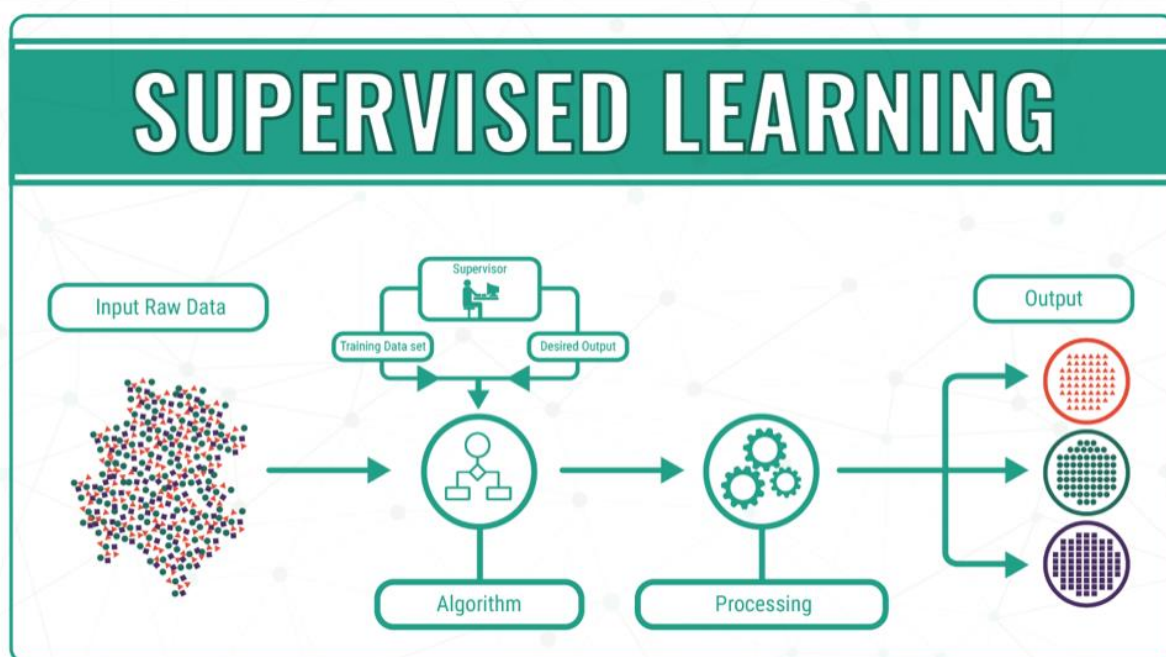 SUPERVISED LEARNING
Input Raw Data
Supervisor
Training Data set
Desired Output
Algorithm
Processing
Output